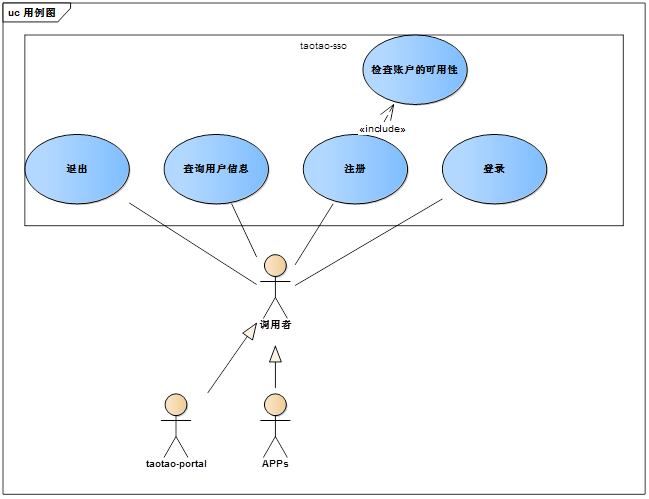 uc 用例图
taotao-sso
检查账户的可用性
«include»
退出
查询用户信息
注册
登录
调用者
taotao-portal
APPs